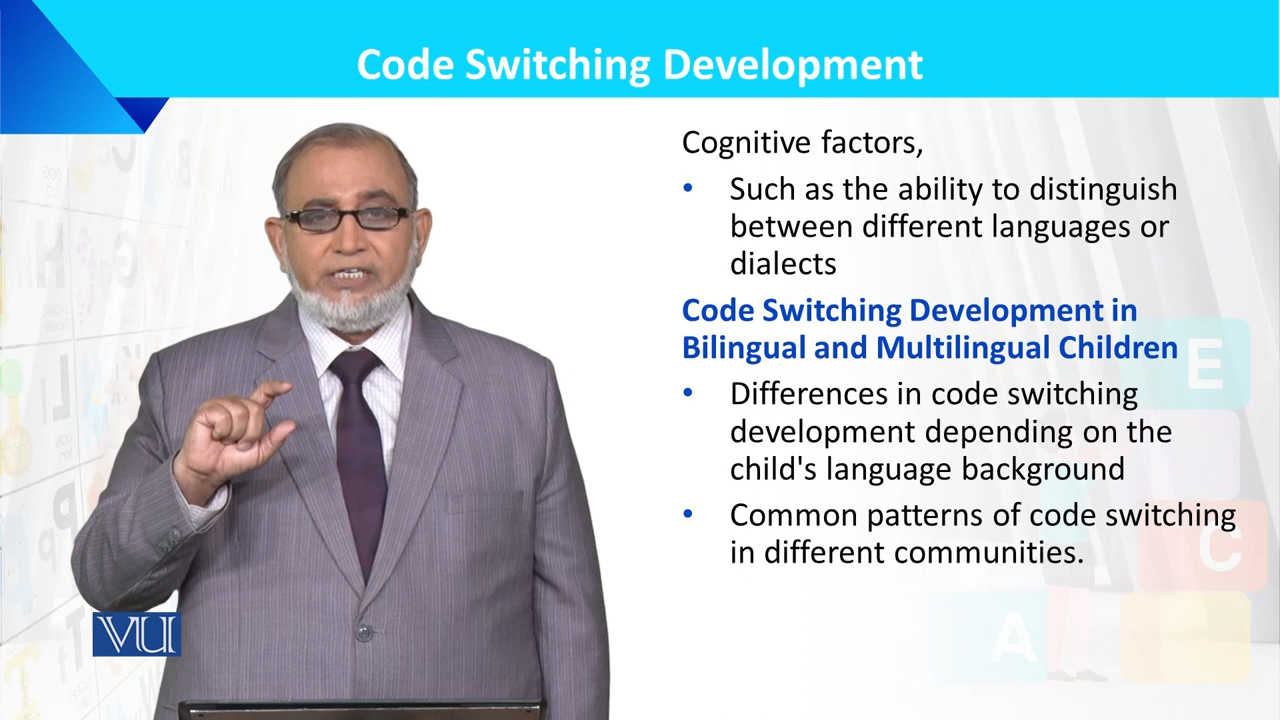 Code Switching Development
Cognitive factors,
• Such as the ability to distinguish
between different languages or
dialects
Code Switching Development in
Bilingual and Multilingual Children
• Differences in code switching
development depending on the
child's language background
• Common patterns of code switching
in different communities.
VU
E
C
A